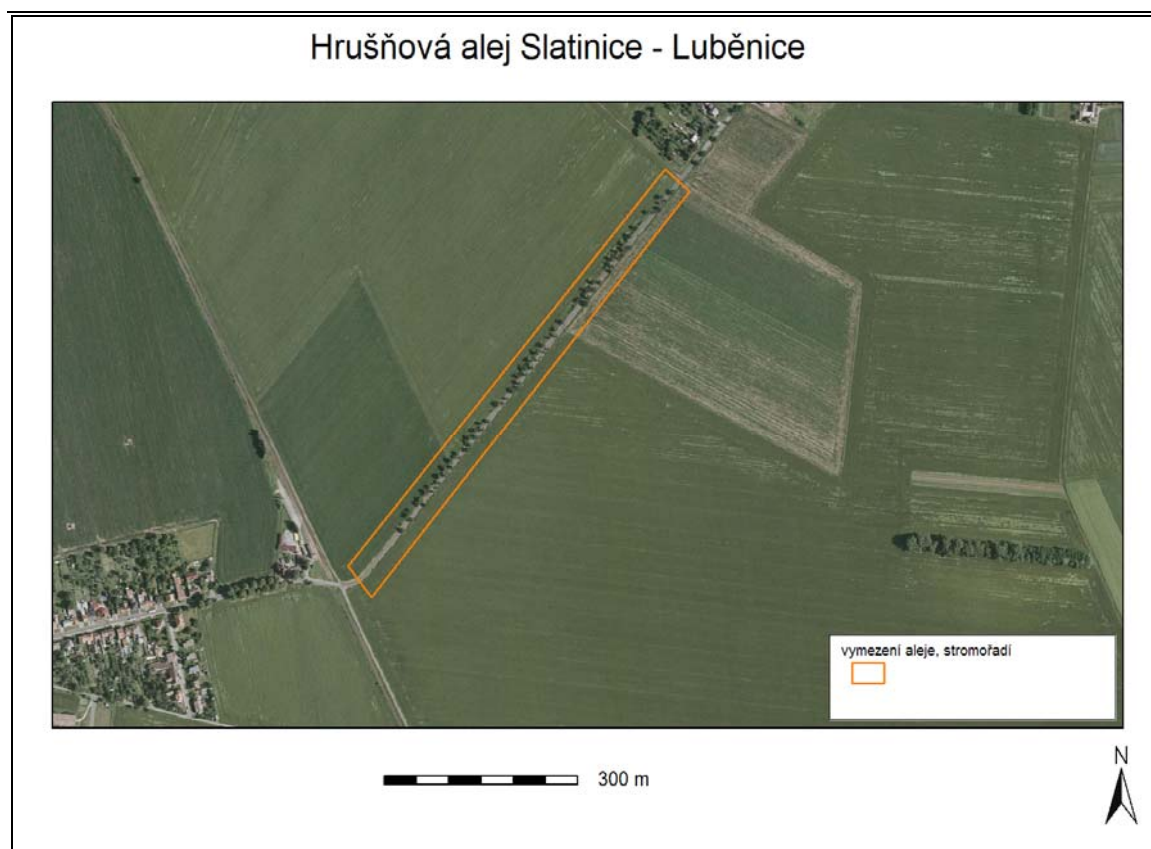 Hrušňová alej Slatinice - Luběnice
vymezení aleje, stromořadí
300 m
N